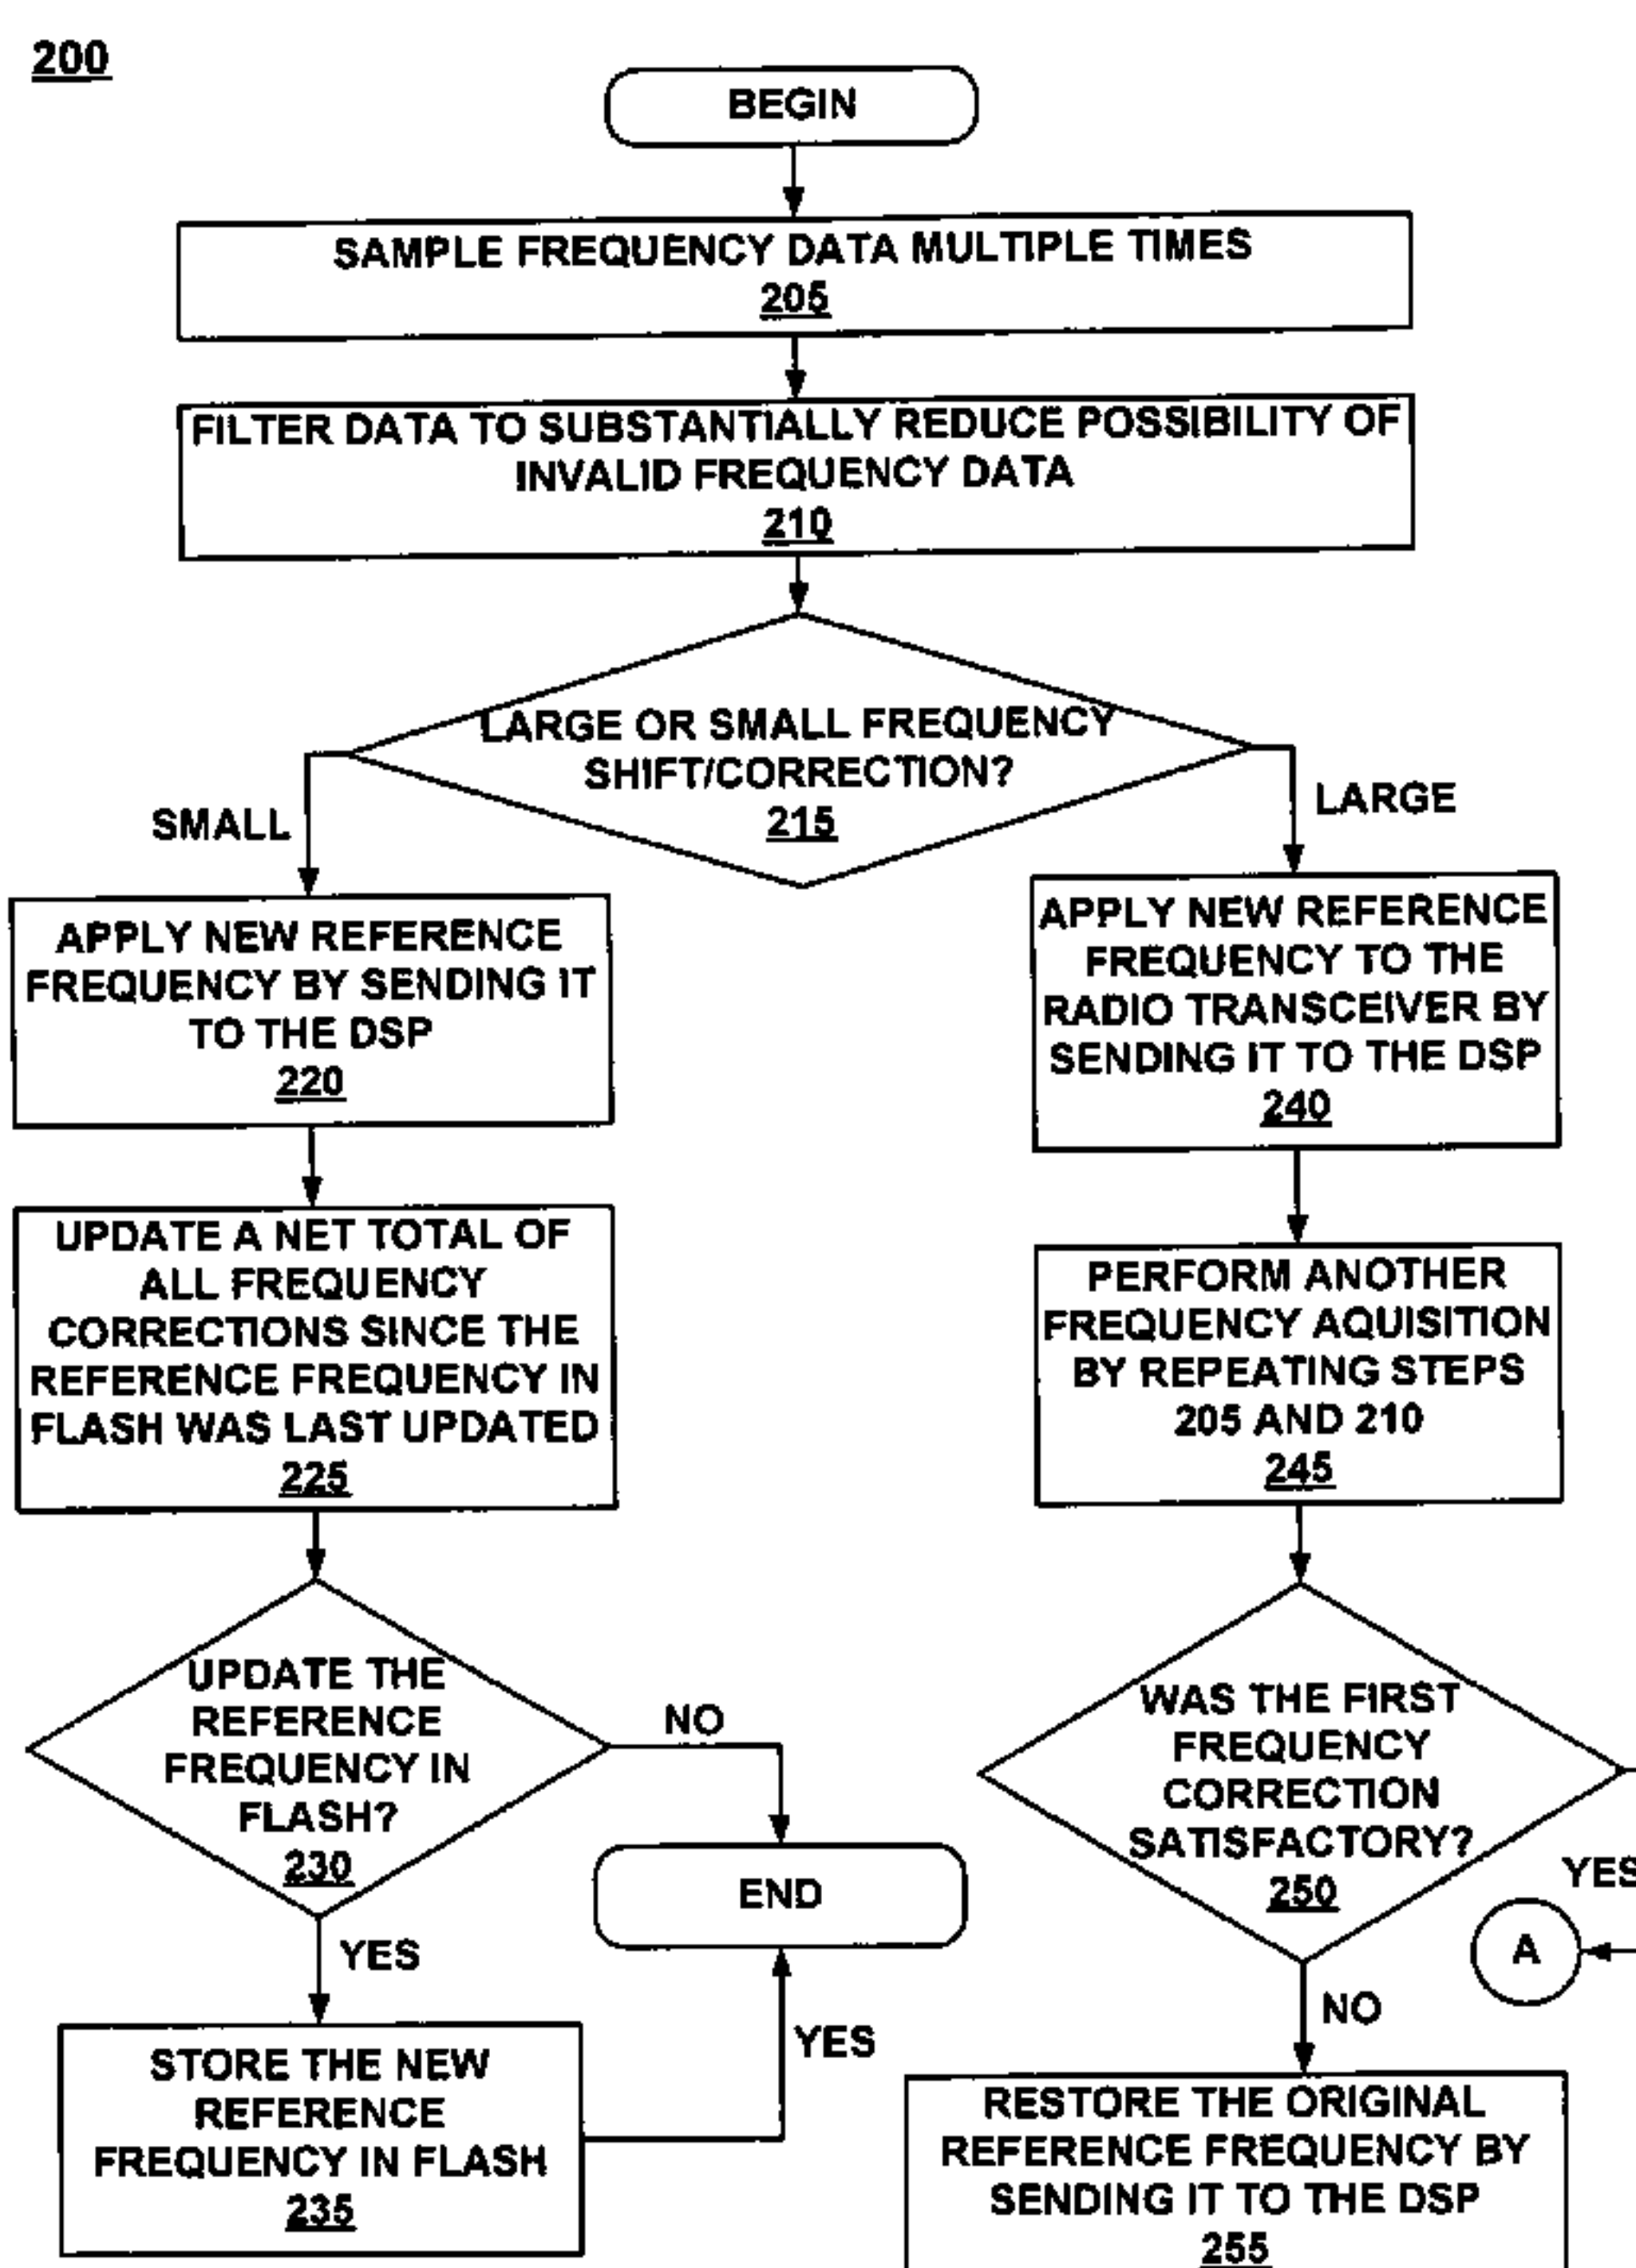 200
BEGIN
SAMPLE FREQUENCY DATA MULTIPLE TIMES
205
FILTER DATA TO SUBSTANTIALLY REDUCE POSSIBILITY OF
INVALID FREQUENCY DATA
210
LARGE OR SMALL FREQUENCY
SHIFT/CORRECTION?
215
SMALL
LARGE
APPLY NEW REFERENCE
FREQUENCY BY SENDING IT
TO THE DSP
220
UPDATE A NET TOTAL OF
ALL FREQUENCY
CORRECTIONS SINCE THE
REFERENCE FREQUENCY IN
FLASH WAS LAST UPDATED
225
UPDATE THE
REFERENCE
FREQUENCY IN
FLASH?
230
NO
END
YES
STORE THE NEW
REFERENCE
FREQUENCY IN FLASH
235
YES
APPLY NEW REFERENCE
FREQUENCY TO THE
RADIO TRANSCEIVER BY
SENDING IT TO THE DSP
240
PERFORM ANOTHER
FREQUENCY AQUISITION
BY REPEATING STEPS
205 AND 210
245
WAS THE FIRST
FREQUENCY
CORRECTION
SATISFACTORY?
250
YES
A
NO
RESTORE THE ORIGINAL
REFERENCE FREQUENCY BY
SENDING IT TO THE DSP
255